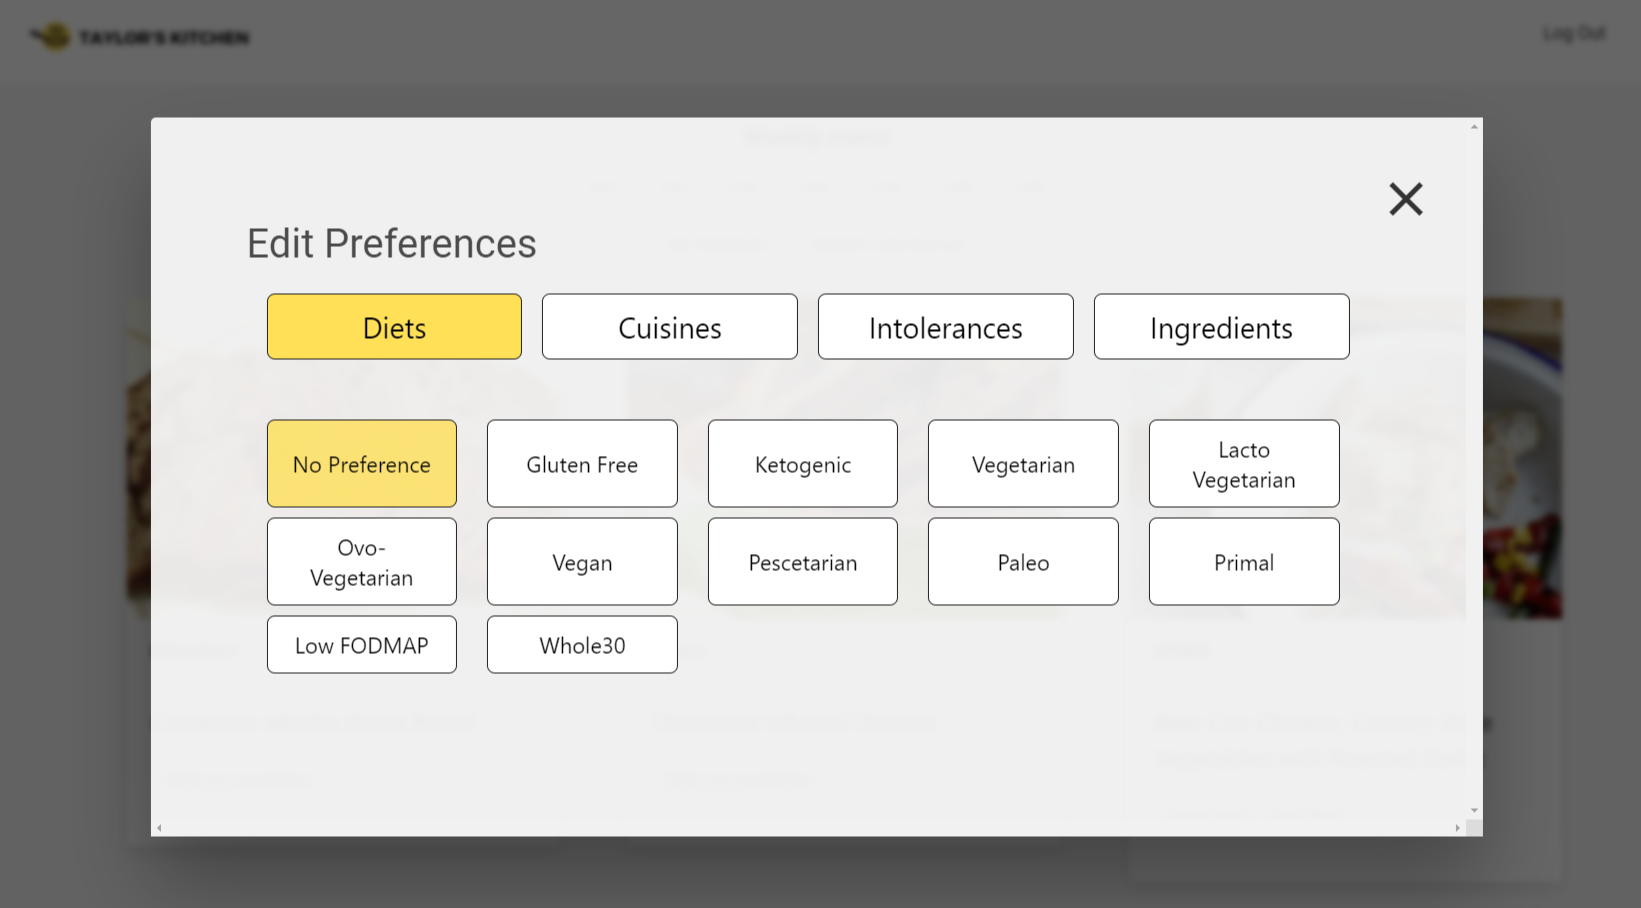 TAYLOR'S KITCHEN
Log Out
Edit Preferences
Diets
Cuisines
Intolerances
Ingredients
No Preference
Gluten Free
Ketogenic
Vegetarian
Lacto
Vegetarian
Ovo-
Vegetarian
Vegan
Pescetarian
Paleo
Primal
Low FODMAP
Whole30